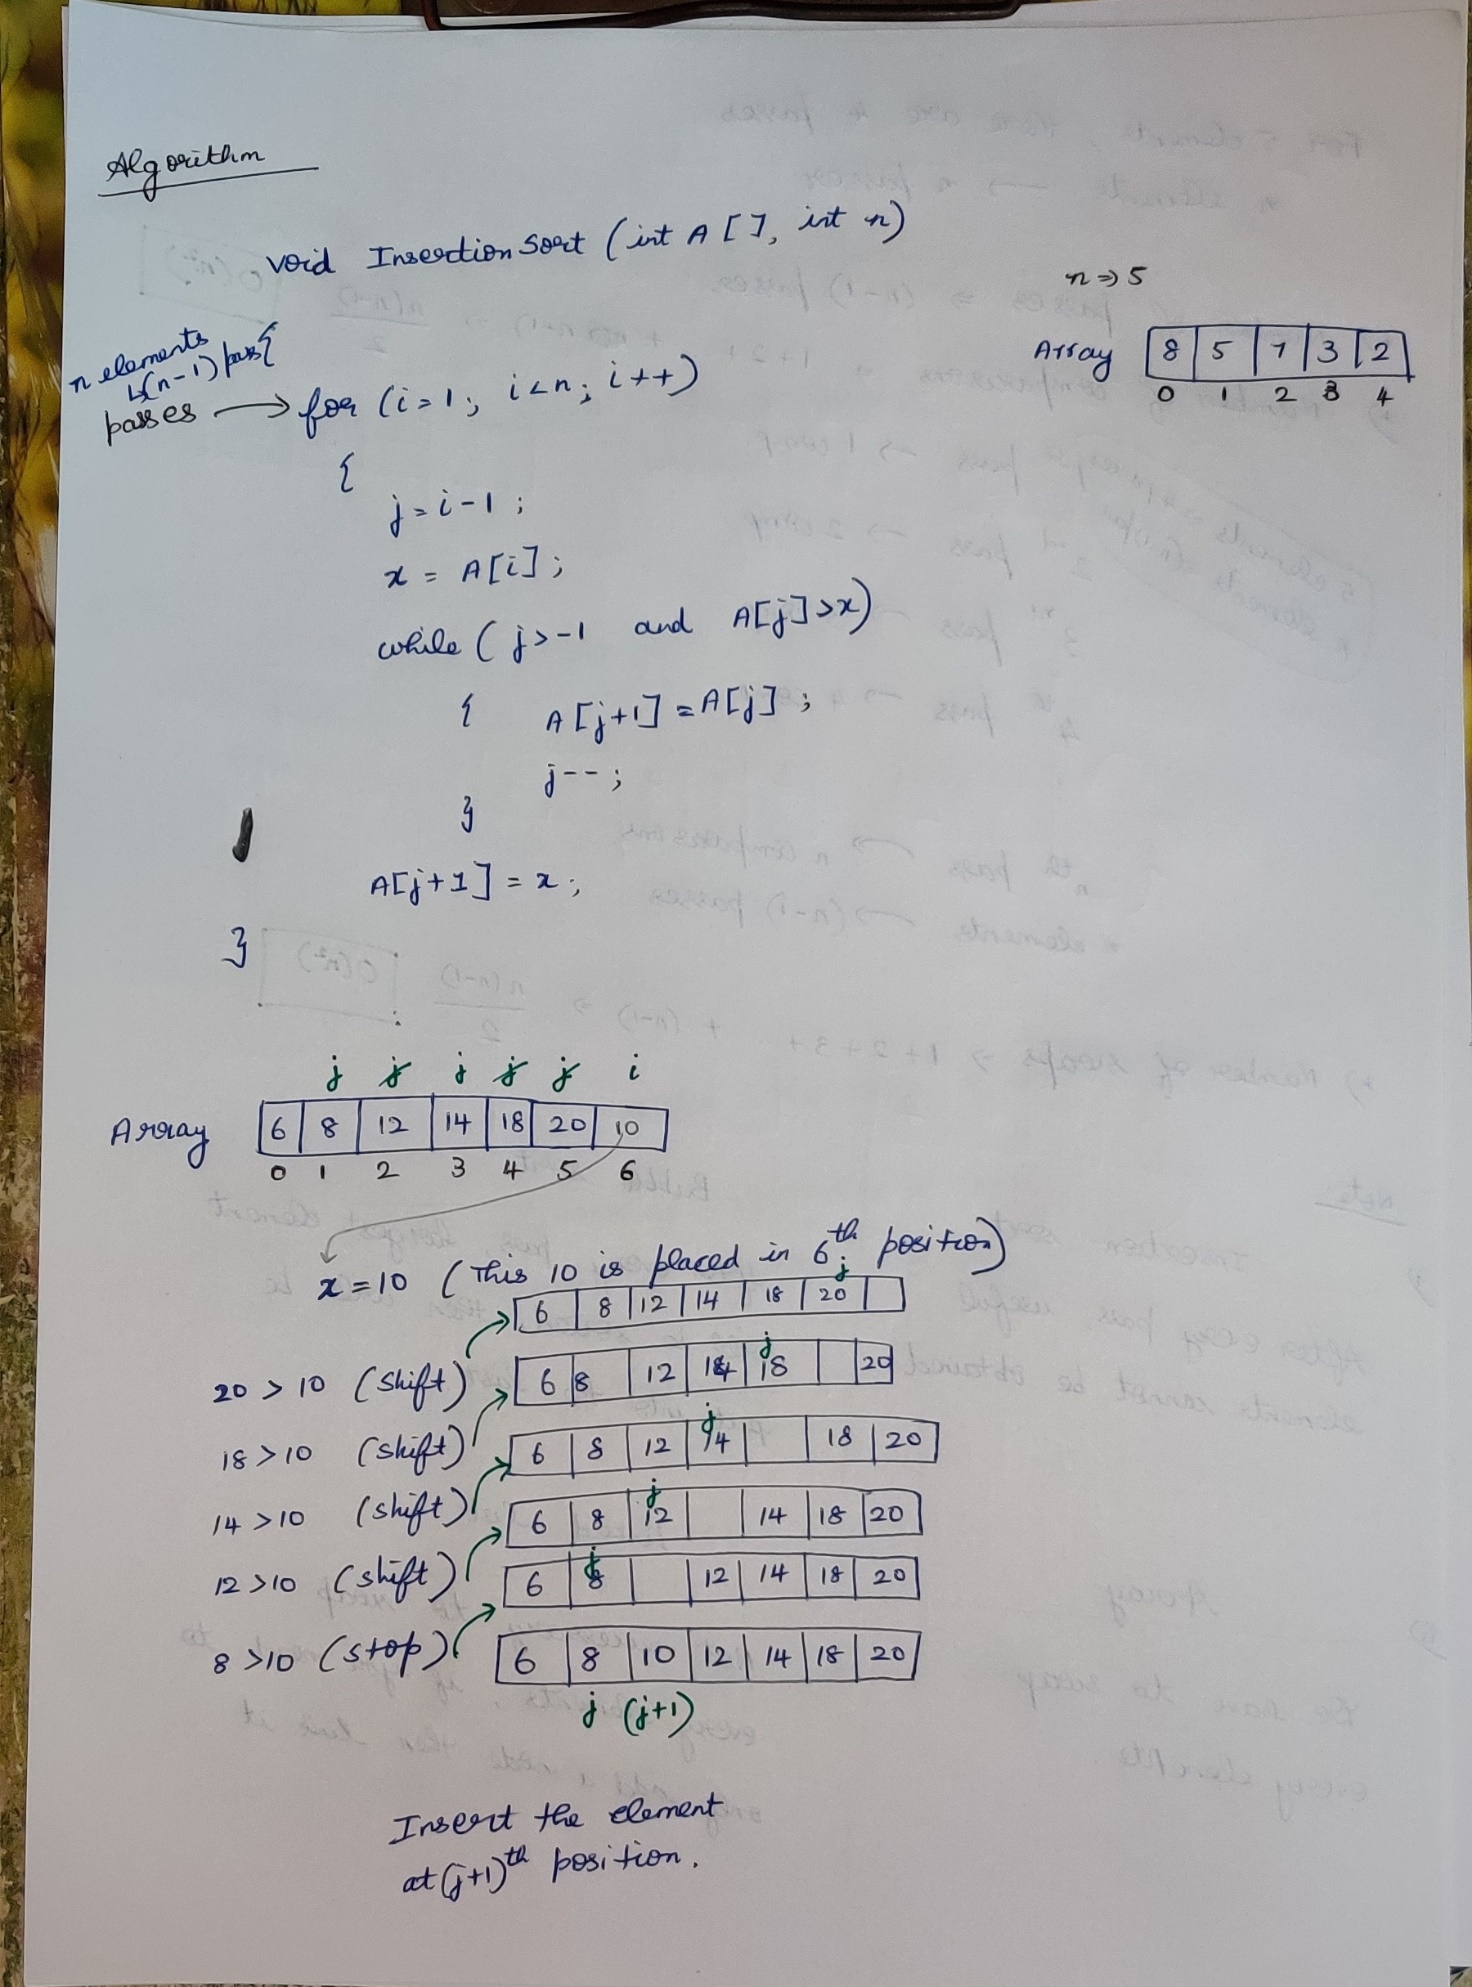 Algorithm
void InsertionSort (int A [], int n)
n => 5
n elements
↳(n-1) pass {
passes → for (i=1; i<n; i++)
Array 8 5 7 3 2
0 1 2 3 4
{
j=i-1;
x = A[i];
while (j>-1 and A[j]>x)
{ A[j+1] = A[j];
j--;
}
A[j+1] = x;
}
j j j j j i
Array 6 8 12 14 18 20 10
0 1 2 3 4 5 6
x=10 (This 10 is placed in 6th position)
j
6 8 12 14 18 20
j
20 > 10 (shift) 6 8 12 14 18 20
j
18 > 10 (shift) 6 8 12 14 18 20
j
14 > 10 (shift) 6 8 12 14 18 20
j
12 >10 (shift) 6 8 12 14 18 20
8 >10 (stop) 6 8 10 12 14 18 20
j (j+1)
Insert the element
at (j+1)th position.